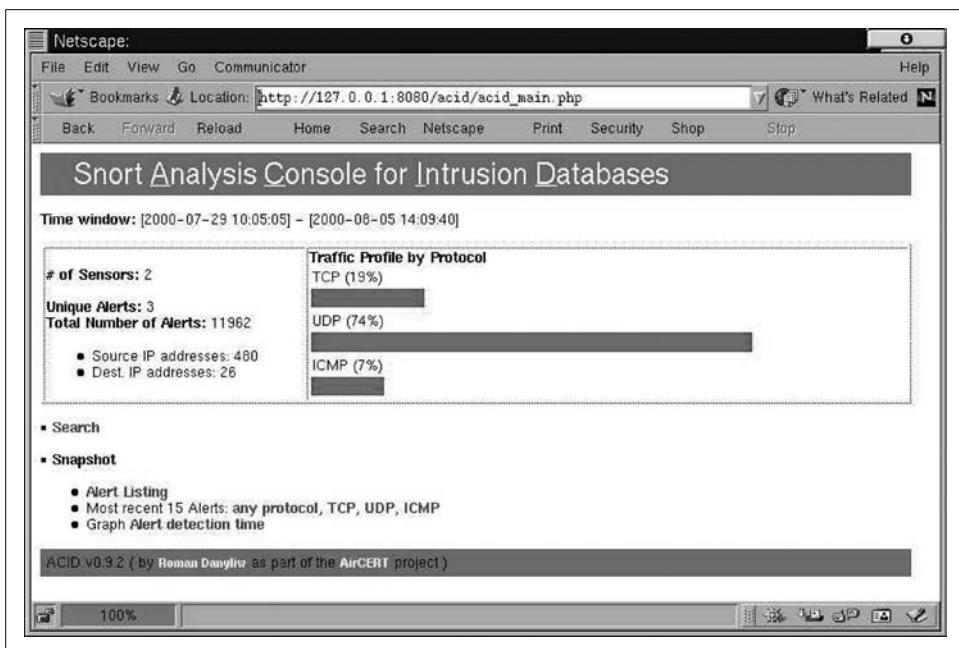 Netscape:
File Edit View Go Communicator Help
Bookmarks Location: http://127.0.0.1:8080/acid/acid_main.php What's Related N
Back Forward Reload Home Search Netscape Print Security Shop Stop
Snort Analysis Console for Intrusion Databases
Time window: [2000-07-29 10:05:05] - [2000-08-05 14:09:40]
# of Sensors: 2
Unique Alerts: 3
Total Number of Alerts: 11962
• Source IP addresses: 480
• Dest. IP addresses: 26
Traffic Profile by Protocol
TCP (19%)
UDP (74%)
ICMP (7%)
▪ Search
▪ Snapshot
• Alert Listing
• Most recent 15 Alerts: any protocol, TCP, UDP, ICMP
• Graph Alert detection time
ACID v0.9.2 ( by Roman Danyliw as part of the AirCERT project )
100%